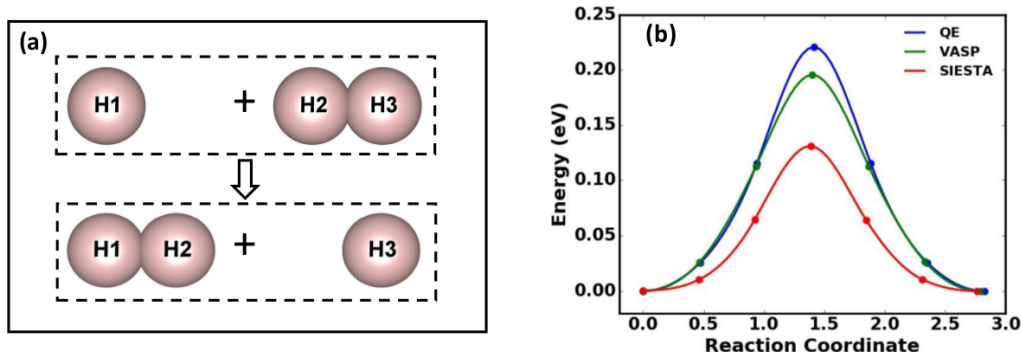 (a)
H1 + H2 H3
H1 H2 + H3
(b)
QE
VASP
SIESTA
0.25
0.20
0.15
0.10
0.05
0.00
Energy (eV)
0.0 0.5 1.0 1.5 2.0 2.5 3.0
Reaction Coordinate